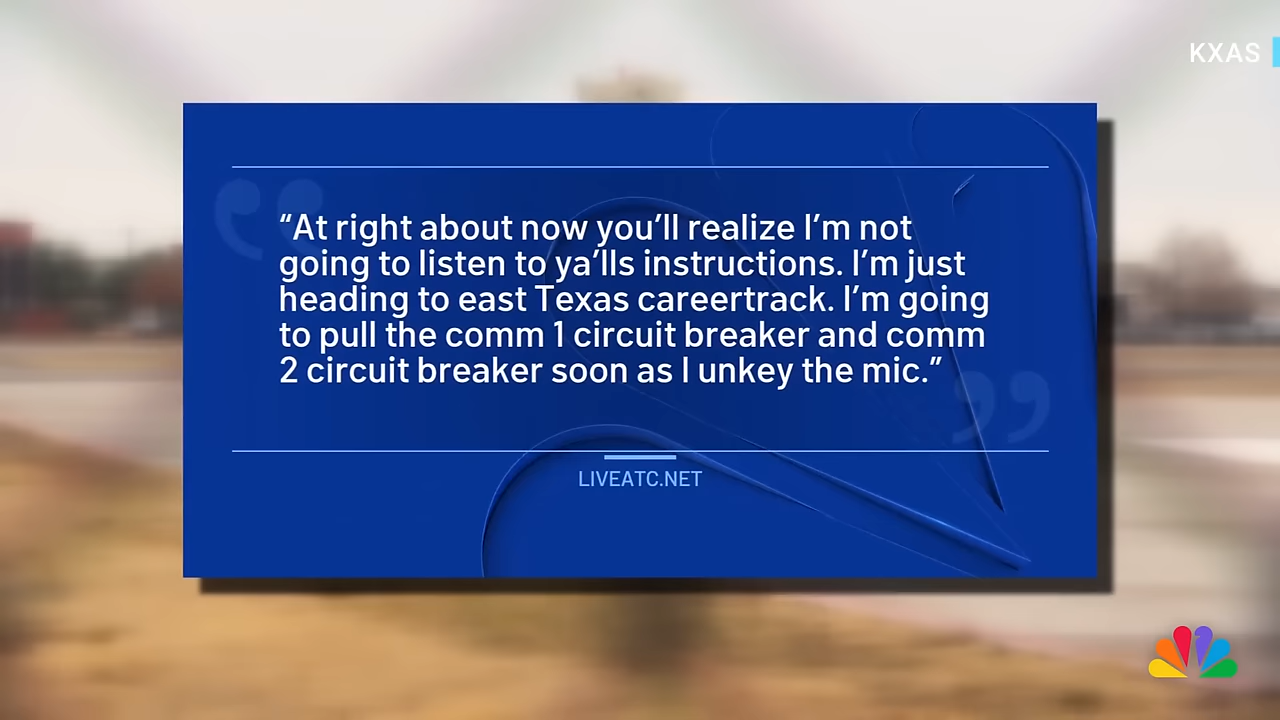 KXAS
“At right about now you’ll realize I’m not
going to listen to ya’lls instructions. I’m just
heading to east Texas careertrack. I’m going
to pull the comm 1 circuit breaker and comm
2 circuit breaker soon as I unkey the mic.”
LIVEATC.NET